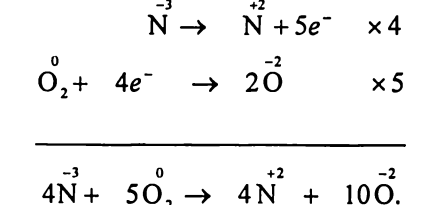 -3 +2
N → N + 5e⁻ ×4
0 -2
O₂ + 4e⁻ → 2O ×5
-3 0 +2 -2
4N + 5O₂ → 4N + 10O.